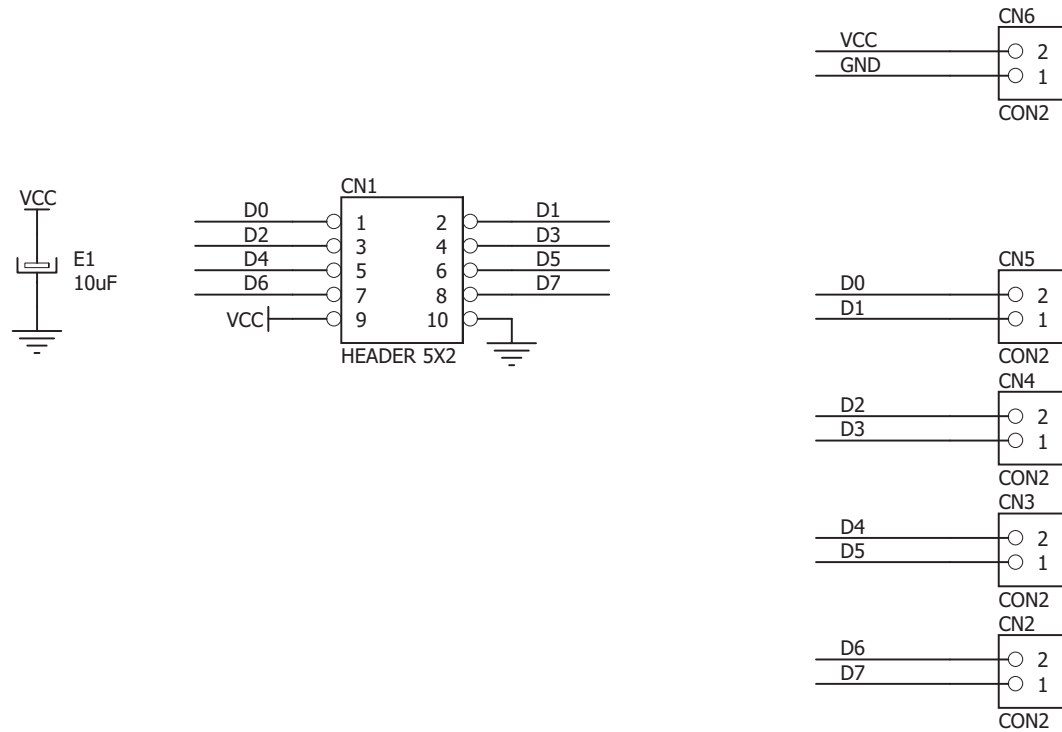 CN6
VCC
2
GND
1
CON2
VCC
E1
10uF
CN1
D0 1 2 D1
D2 3 4 D3
D4 5 6 D5
D6 7 8 D7
VCC 9 10
HEADER 5X2
CN5
D0 2
D1 1
CON2
CN4
D2 2
D3 1
CON2
CN3
D4 2
D5 1
CON2
CN2
D6 2
D7 1
CON2